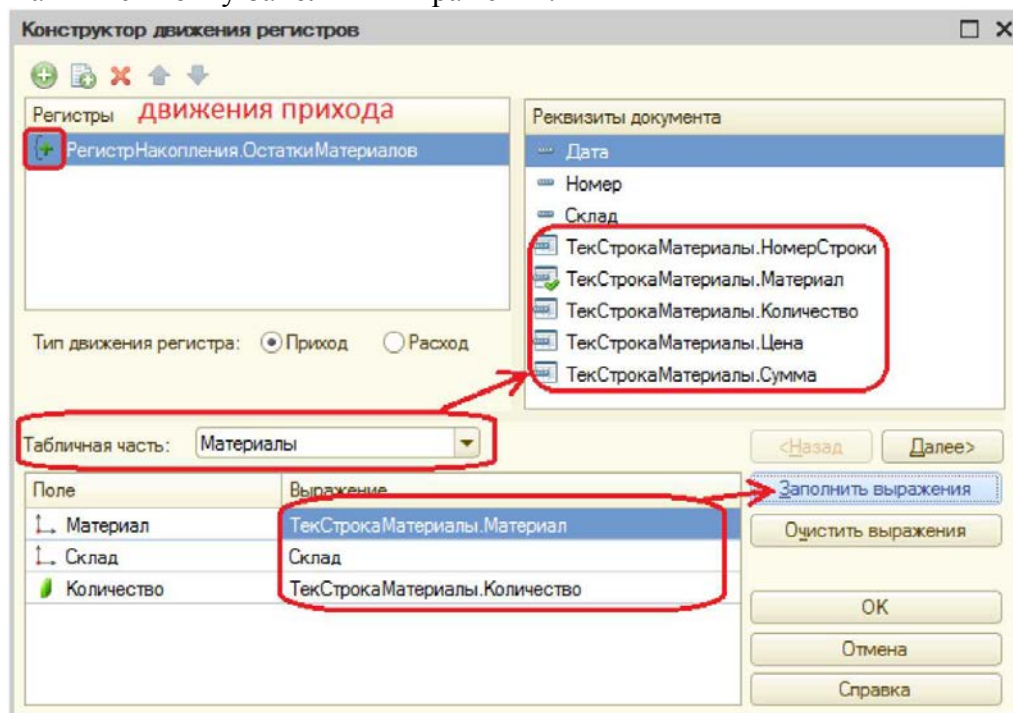 Конструктор движения регистров
Регистры движения прихода
РегистрНакопления.ОстаткиМатериалов
Реквизиты документа
Дата
Номер
Склад
ТекСтрокаМатериалы.НомерСтроки
ТекСтрокаМатериалы.Материал
ТекСтрокаМатериалы.Количество
ТекСтрокаМатериалы.Цена
ТекСтрокаМатериалы.Сумма
Тип движения регистра: Приход Расход
Табличная часть: Материалы
<Назад Далее>
Поле Выражение
Материал ТекСтрокаМатериалы.Материал
Склад Склад
Количество ТекСтрокаМатериалы.Количество
Заполнить выражения
Очистить выражения
OK
Отмена
Справка